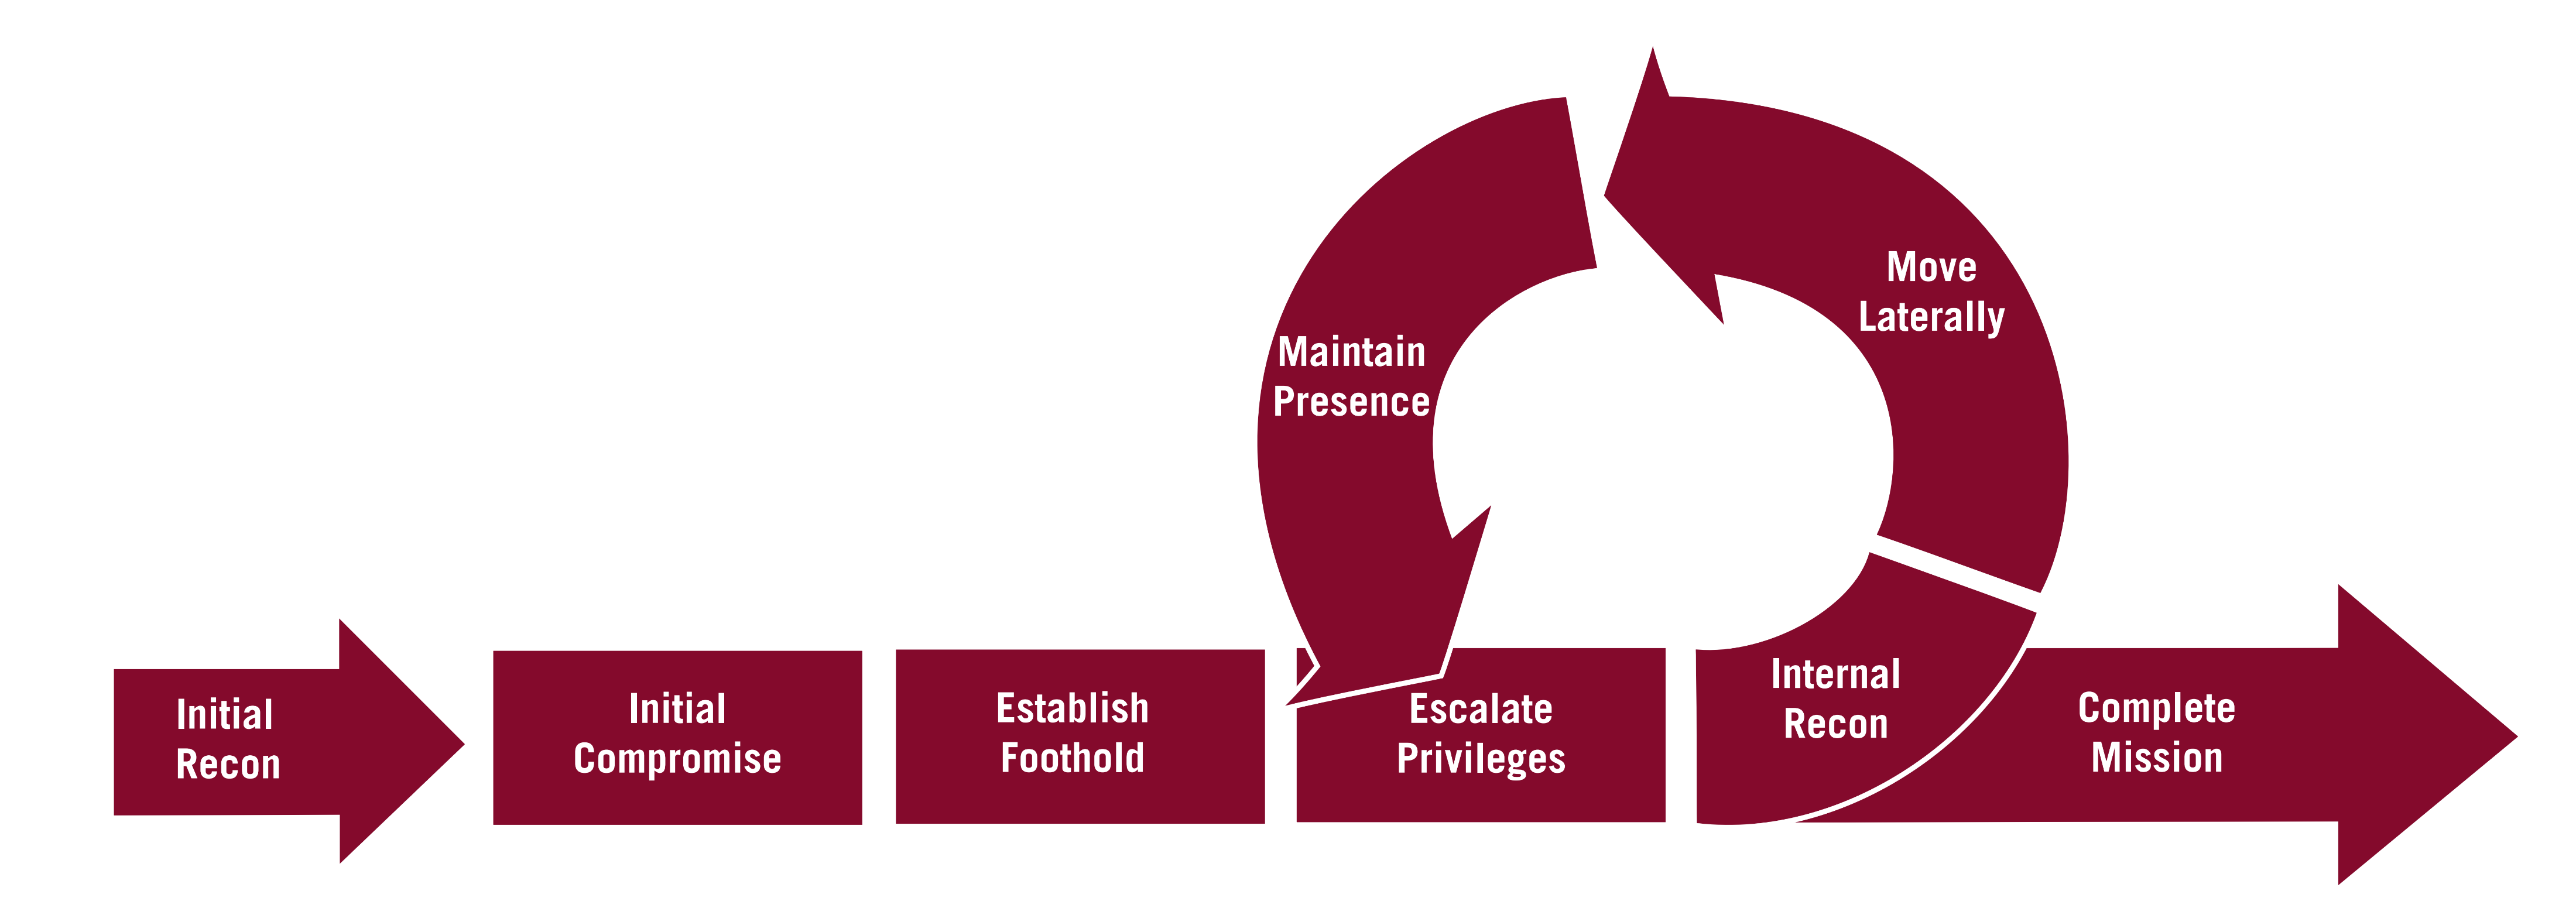 Initial
Recon
Initial
Compromise
Establish
Foothold
Escalate
Privileges
Internal
Recon
Move
Laterally
Maintain
Presence
Complete
Mission